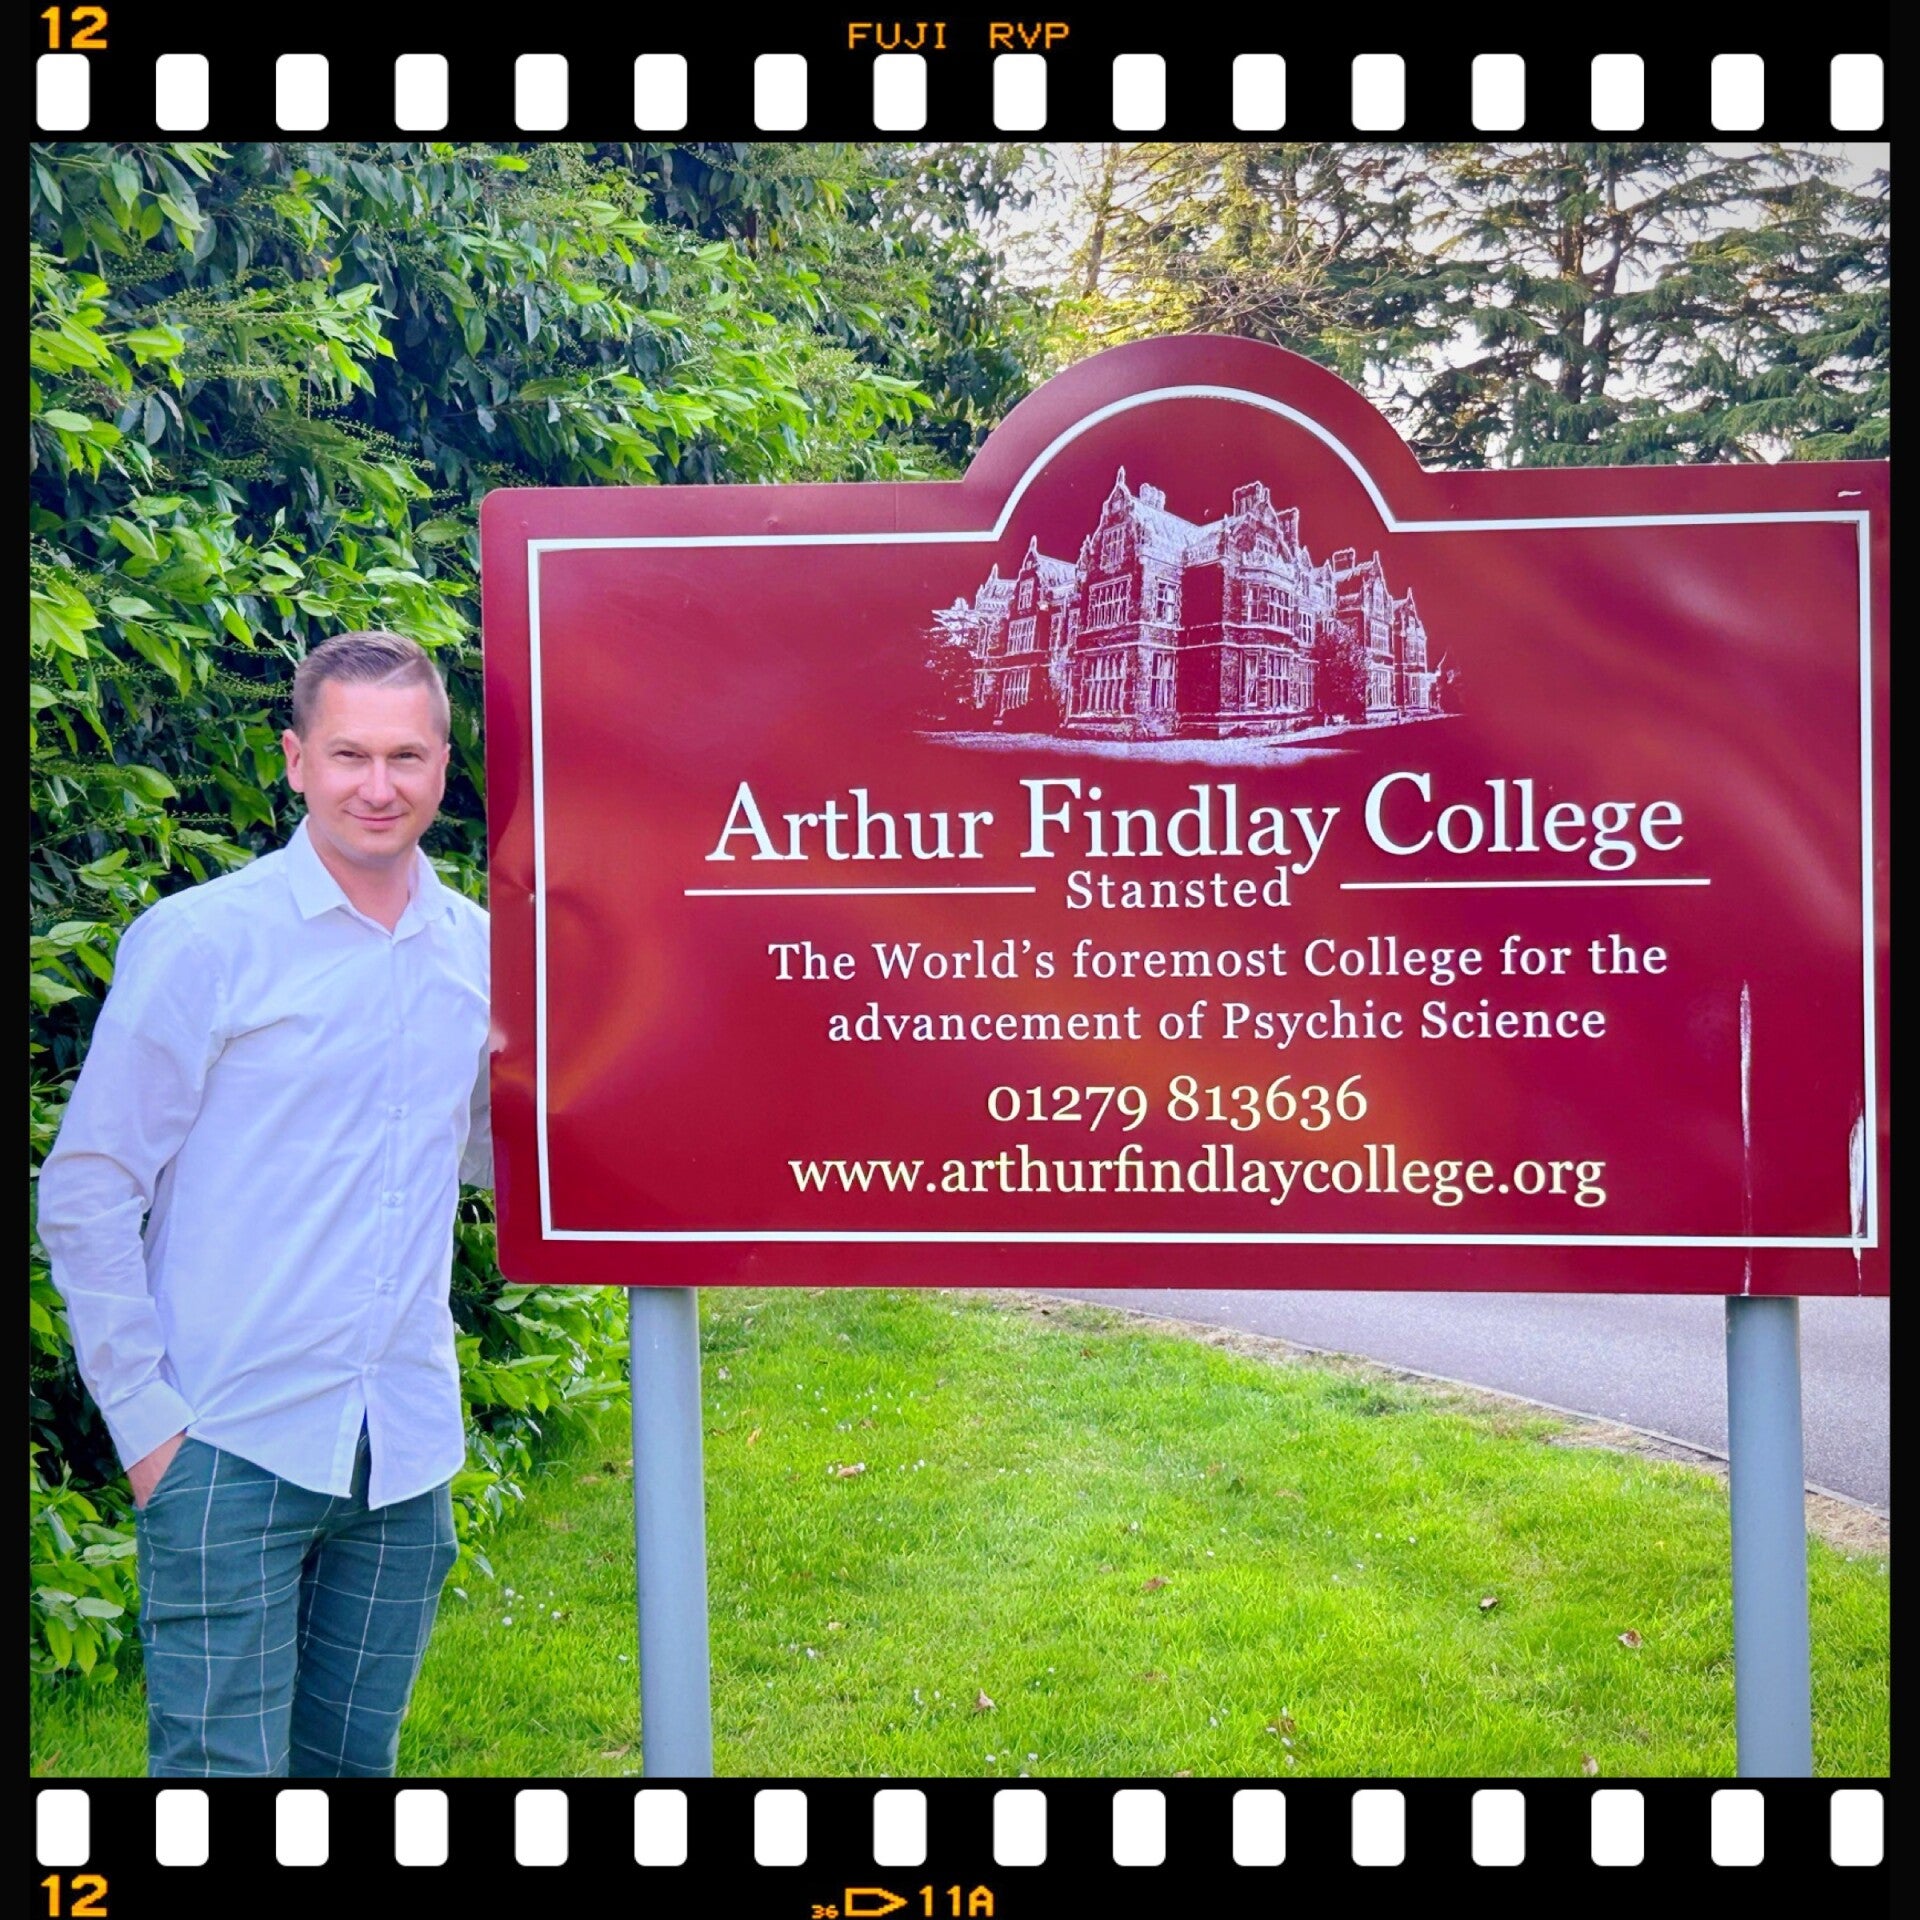 12
FUJI RVP
Arthur Findlay College
Stansted
The World's foremost College for the
advancement of Psychic Science
01279 813636
www.arthurfindlaycollege.org
12
36 11A